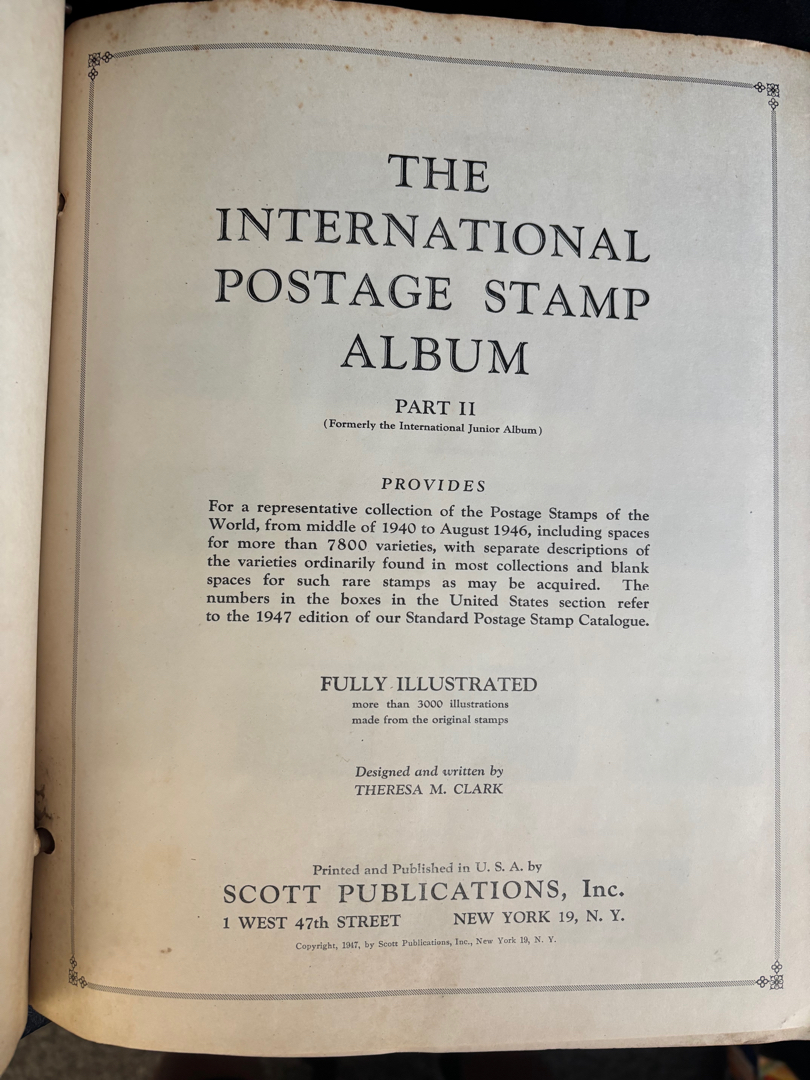 THE
INTERNATIONAL
POSTAGE STAMP
ALBUM
PART II
(Formerly the International Junior Album)
PROVIDES
For a representative collection of the Postage Stamps of the
World, from middle of 1940 to August 1946, including spaces
for more than 7800 varieties, with separate descriptions of
the varieties ordinarily found in most collections and blank
spaces for such rare stamps as may be acquired. The
numbers in the boxes in the United States section refer
to the 1947 edition of our Standard Postage Stamp Catalogue.
FULLY ILLUSTRATED
more than 3000 illustrations
made from the original stamps
Designed and written by
THERESA M. CLARK
Printed and Published in U. S. A. by
SCOTT PUBLICATIONS, Inc.
1 WEST 47th STREET NEW YORK 19, N. Y.
Copyright, 1947, by Scott Publications, Inc., New York 19, N. Y.